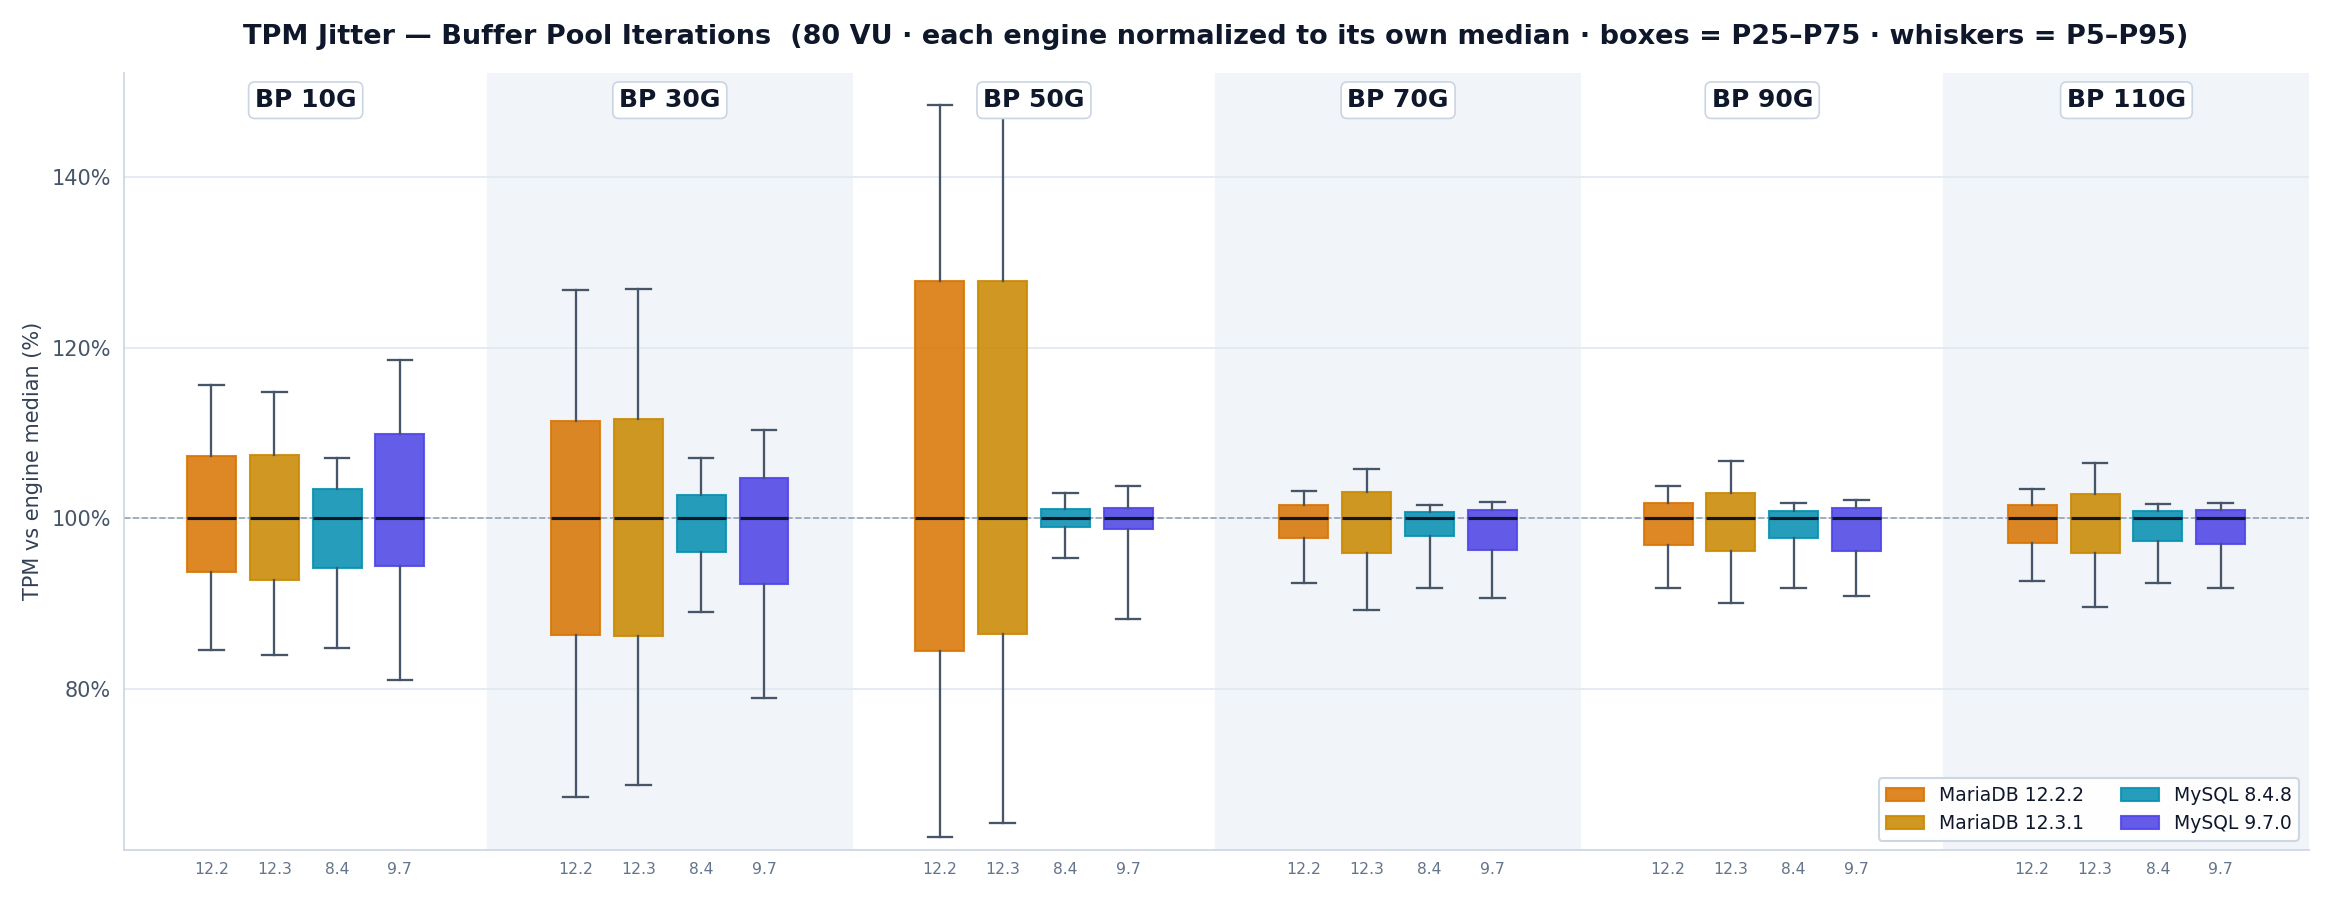 TPM Jitter — Buffer Pool Iterations  (80 VU · each engine normalized to its own median · boxes = P25–P75 · whiskers = P5–P95)
BP 10G
BP 30G
BP 50G
BP 70G
BP 90G
BP 110G
TPM vs engine median (%)
140%
120%
100%
80%
MariaDB 12.2.2
MariaDB 12.3.1
MySQL 8.4.8
MySQL 9.7.0
12.2 12.3 8.4 9.7 12.2 12.3 8.4 9.7 12.2 12.3 8.4 9.7 12.2 12.3 8.4 9.7 12.2 12.3 8.4 9.7 12.2 12.3 8.4 9.7